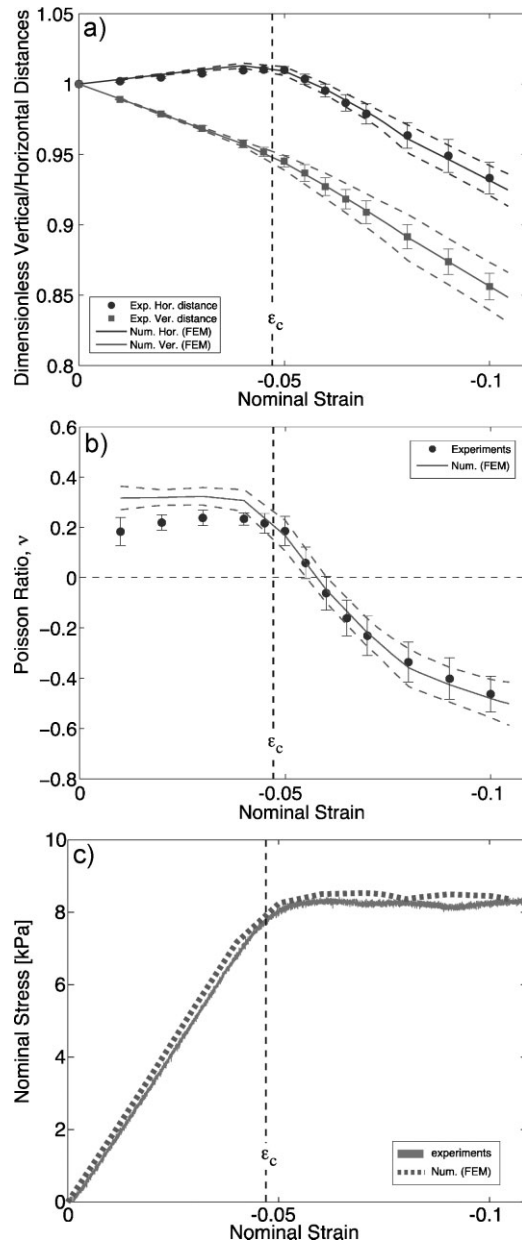 a)
Dimensionless Vertical/Horizontal Distances
1.05
1
0.95
0.9
0.85
0.8
Exp. Hor. distance
Exp. Ver. distance
Num. Hor. (FEM)
Num. Ver. (FEM)
εc
0
-0.05
-0.1
Nominal Strain
b)
Poisson Ratio, ν
0.6
0.4
0.2
0
−0.2
−0.4
−0.6
−0.8
Experiments
Num. (FEM)
εc
0
-0.05
-0.1
Nominal Strain
c)
Nominal Stress [kPa]
10
8
6
4
2
0
experiments
Num. (FEM)
εc
0
-0.05
-0.1
Nominal Strain